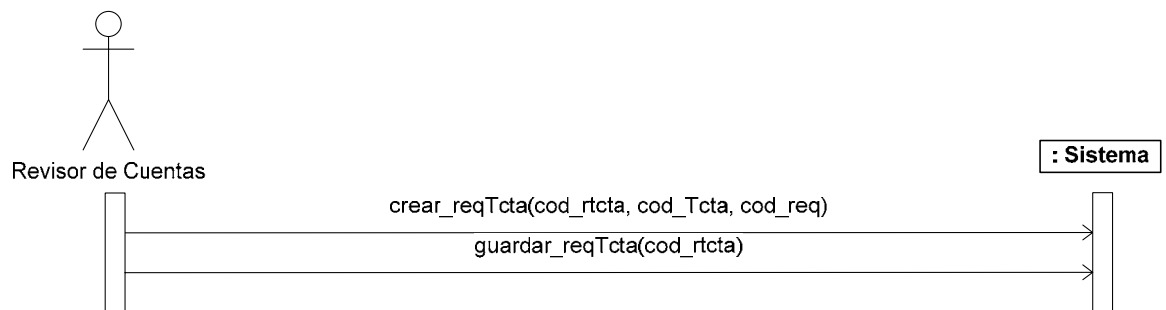 Revisor de Cuentas
: Sistema
crear_reqTcta(cod_rtcta, cod_Tcta, cod_req)
guardar_reqTcta(cod_rtcta)